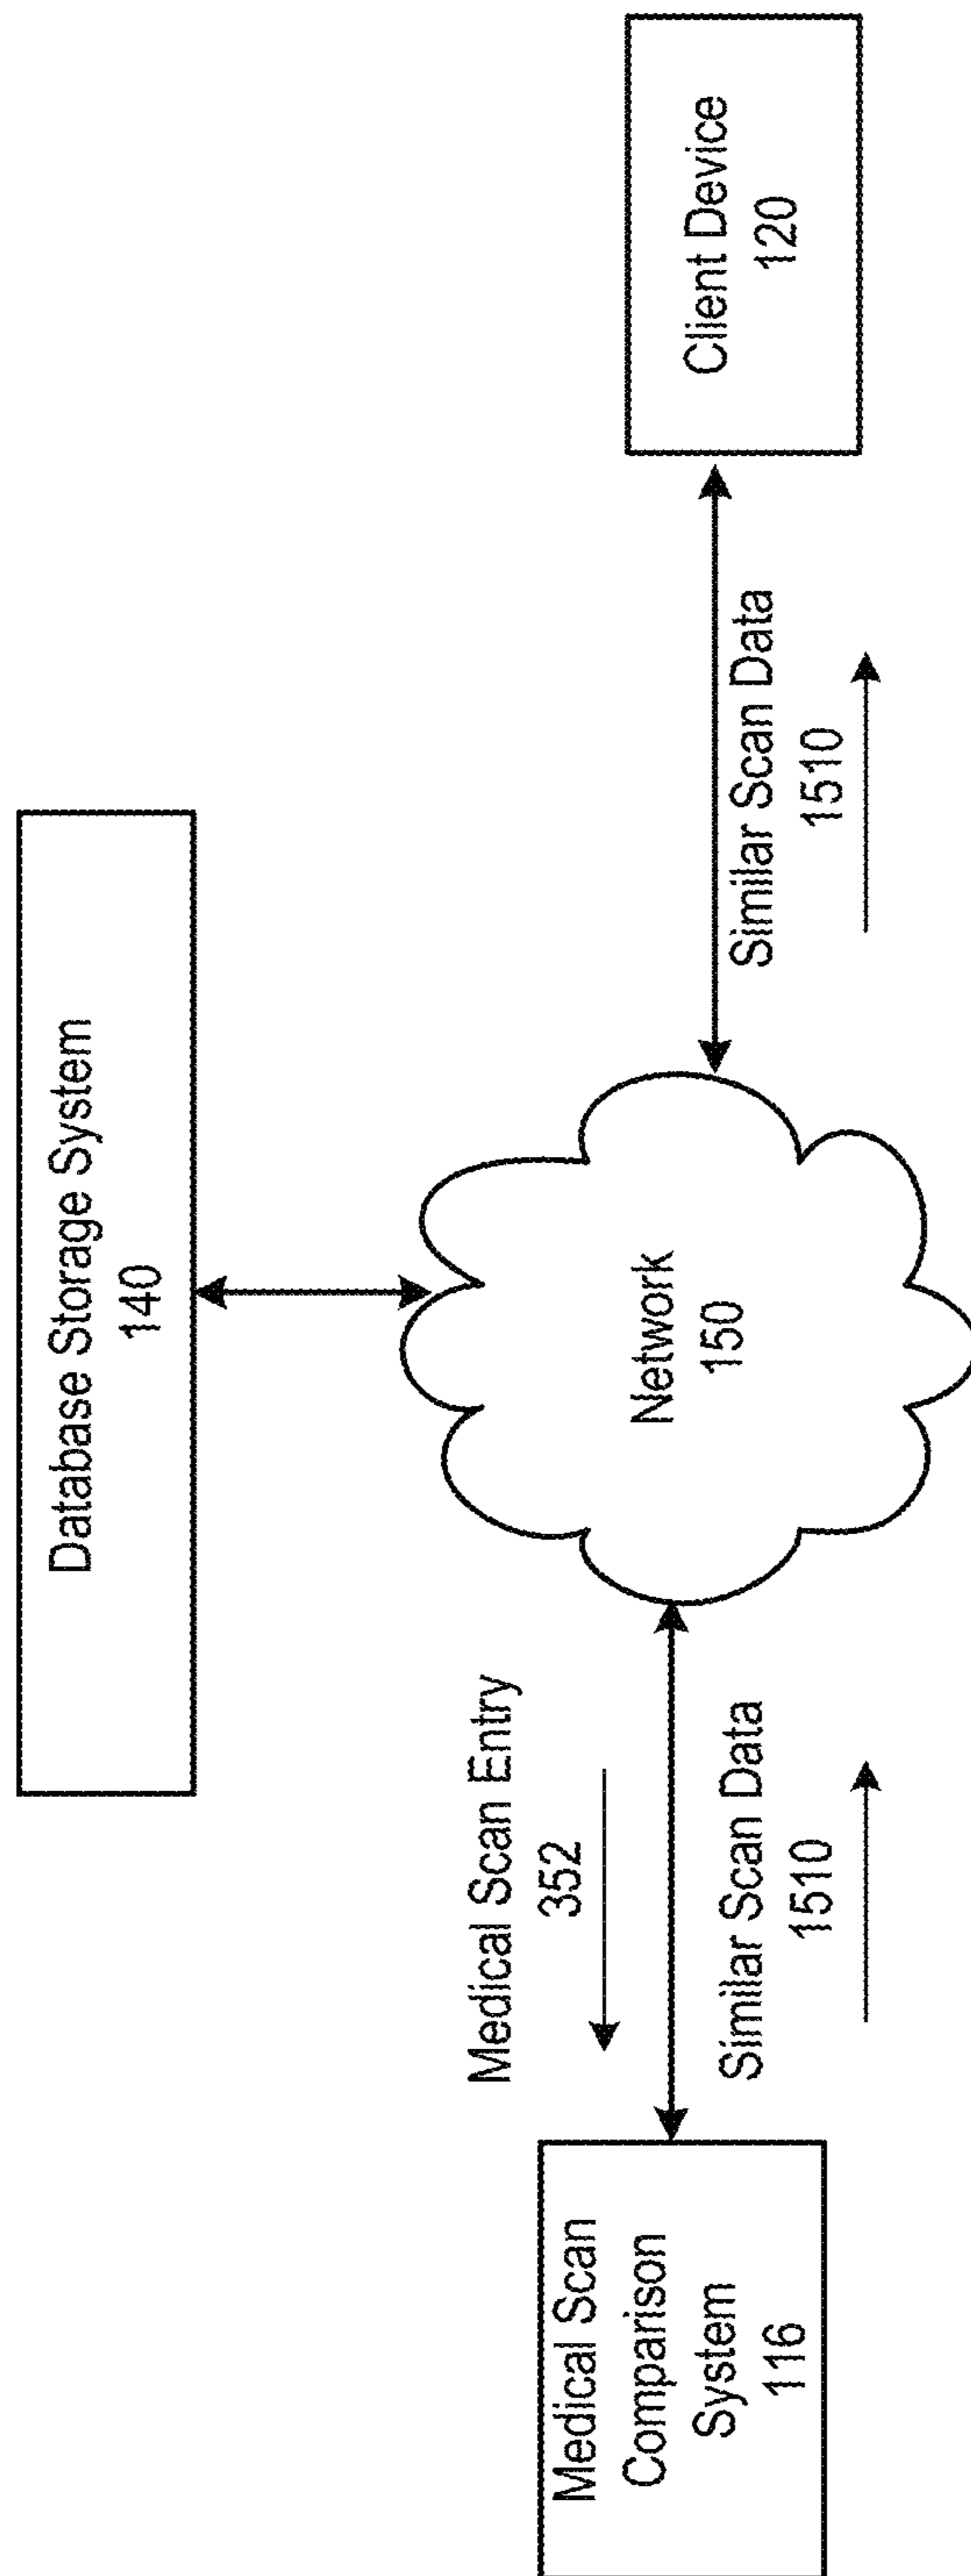 Database Storage System
140
Medical Scan
Comparison
System
116
Medical Scan Entry
352
Similar Scan Data
1510
Network
150
Similar Scan Data
1510
Client Device
120